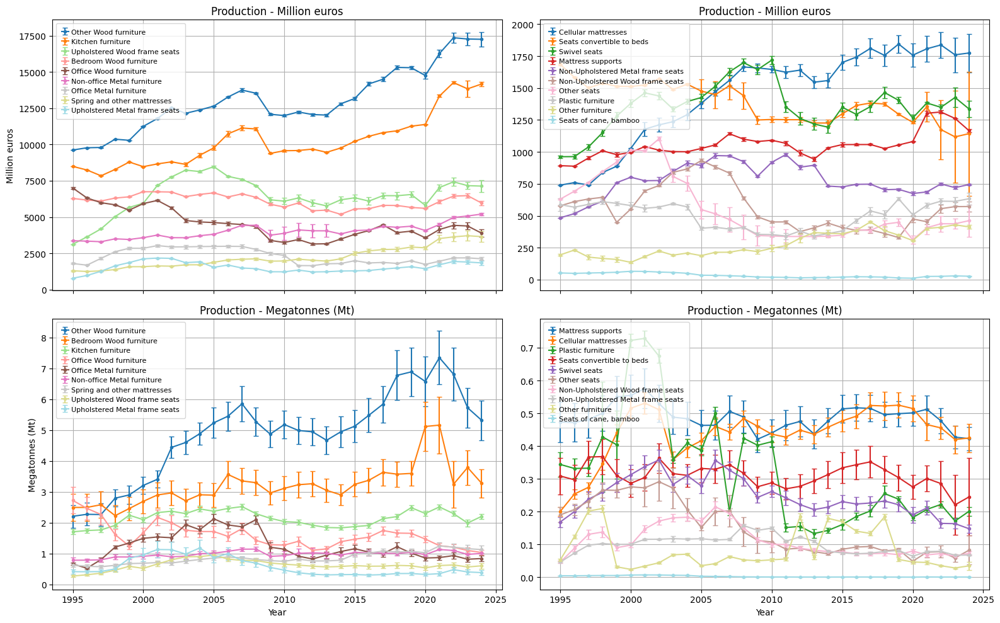 Production - Million euros
Million euros
17500
15000
12500
10000
7500
5000
2500
0
Other Wood furniture
Kitchen furniture
Upholstered Wood frame seats
Bedroom Wood furniture
Office Wood furniture
Non-office Metal furniture
Office Metal furniture
Spring and other mattresses
Upholstered Metal frame seats
Production - Million euros
2000
1750
1500
1250
1000
750
500
250
0
Cellular mattresses
Seats convertible to beds
Swivel seats
Mattress supports
Non-Upholstered Metal frame seats
Non-Upholstered Wood frame seats
Other seats
Plastic furniture
Other furniture
Seats of cane, bamboo
Production - Megatonnes (Mt)
Megatonnes (Mt)
8
7
6
5
4
3
2
1
0
Other Wood furniture
Bedroom Wood furniture
Kitchen furniture
Office Wood furniture
Office Metal furniture
Non-office Metal furniture
Spring and other mattresses
Upholstered Wood frame seats
Upholstered Metal frame seats
1995 2000 2005 2010 2015 2020 2025
Year
Production - Megatonnes (Mt)
0.7
0.6
0.5
0.4
0.3
0.2
0.1
0.0
Mattress supports
Cellular mattresses
Plastic furniture
Seats convertible to beds
Swivel seats
Other seats
Non-Upholstered Wood frame seats
Non-Upholstered Metal frame seats
Other furniture
Seats of cane, bamboo
1995 2000 2005 2010 2015 2020 2025
Year